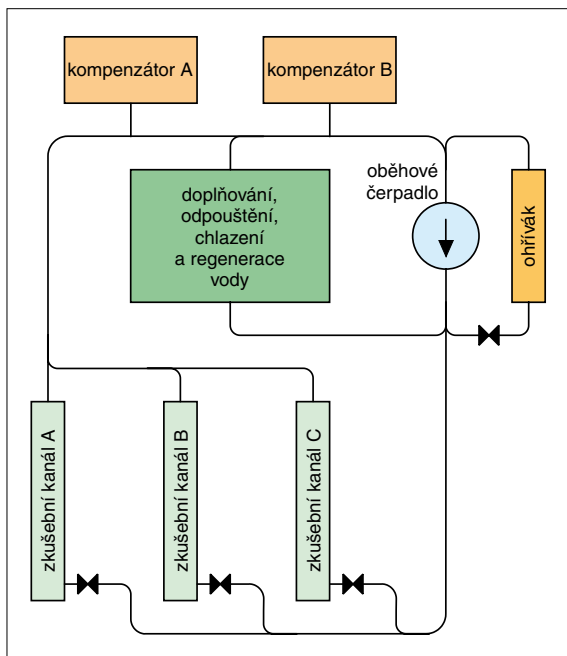 kompenzátor A
kompenzátor B
doplňování,
odpouštění,
chlazení
a regenerace
vody
oběhové
čerpadlo
ohřívák
zkušební kanál A
zkušební kanál B
zkušební kanál C